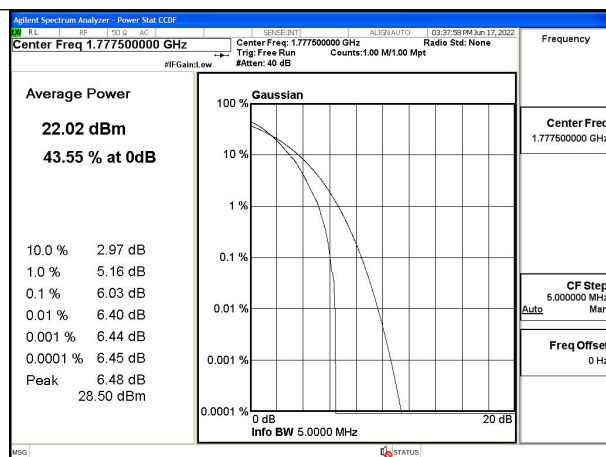 Agilent Spectrum Analyzer - Power Stat CCDF
LXI RL RF 50 Ω AC SENSE:INT ALIGNAUTO 03:37:58 PM Jun 17, 2022
Center Freq 1.777500000 GHz
Center Freq: 1.777500000 GHz Radio Std: None
Trig: Free Run Counts:1.00 M/1.00 Mpt
#IFGain:Low #Atten: 40 dB
Frequency
Average Power
22.02 dBm
43.55 % at 0dB
10.0 % 2.97 dB
1.0 % 5.16 dB
0.1 % 6.03 dB
0.01 % 6.40 dB
0.001 % 6.44 dB
0.0001 % 6.45 dB
Peak 6.48 dB
28.50 dBm
Gaussian
100 %
10 %
1 %
0.1 %
0.01 %
0.001 %
0.0001 %
0 dB 20 dB
Info BW 5.0000 MHz
Center Freq
1.777500000 GHz
CF Step
5.000000 MHz
Auto Man
Freq Offset
0 Hz
MSG STATUS